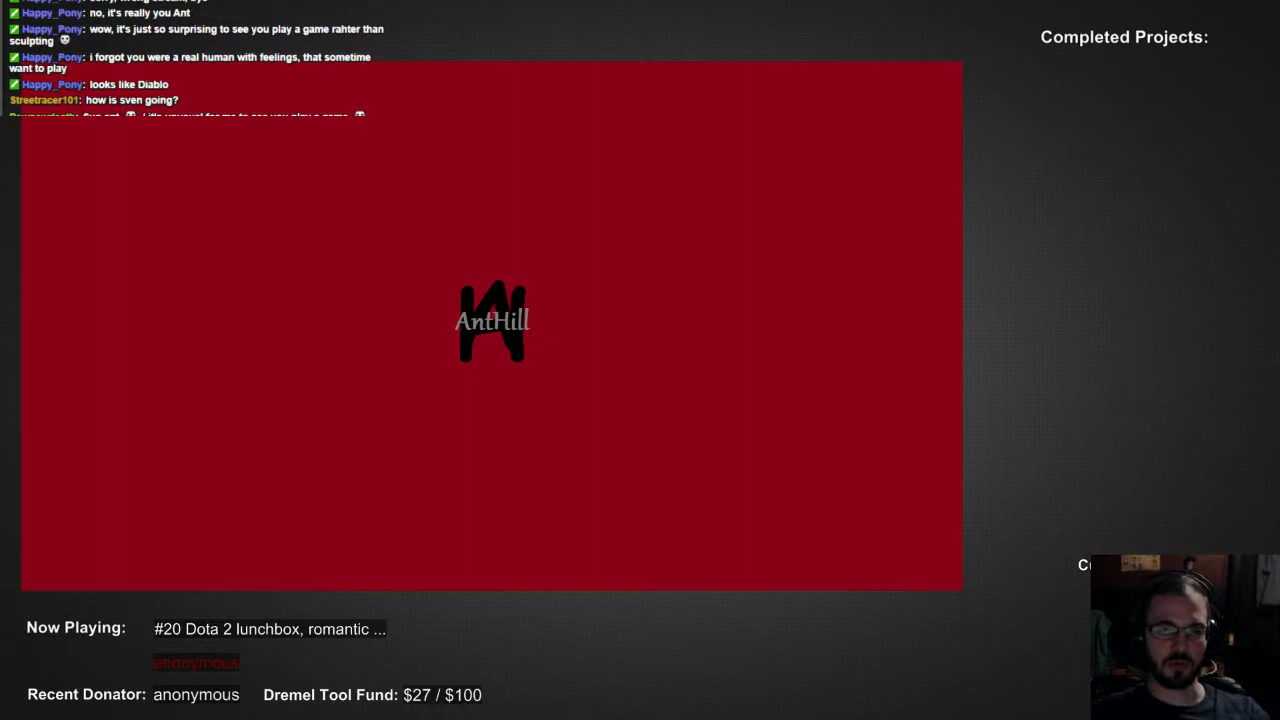 Happy_Pony: no, it's really you Ant
Happy_Pony: wow, it's just so surprising to see you play a game rahter than
sculpting
Happy_Pony: i forgot you were a real human with feelings, that sometime
want to play
Happy_Pony: looks like Diablo
Streetracer101: how is sven going?
Completed Projects:
AntHill
Now Playing: #20 Dota 2 lunchbox, romantic ...
anonymous
Recent Donator: anonymous Dremel Tool Fund: $27 / $100